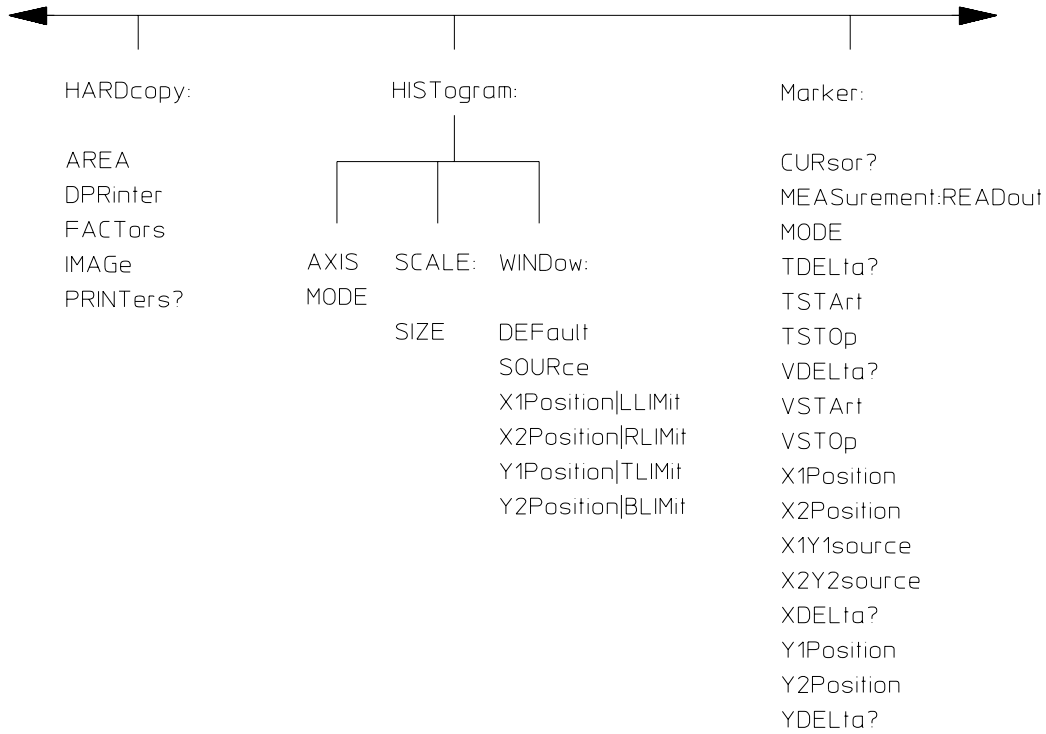 HARDcopy:
AREA
DPRinter
FACTors
IMAGe
PRINTers?
HISTogram:
AXIS
MODE
SCALE:
SIZE
WINDow:
DEFault
SOURce
X1Position|LLIMit
X2Position|RLIMit
Y1Position|TLIMit
Y2Position|BLIMit
Marker:
CURsor?
MEASurement:READout
MODE
TDELta?
TSTArt
TSTOp
VDELta?
VSTArt
VSTOp
X1Position
X2Position
X1Y1source
X2Y2source
XDELta?
Y1Position
Y2Position
YDELta?